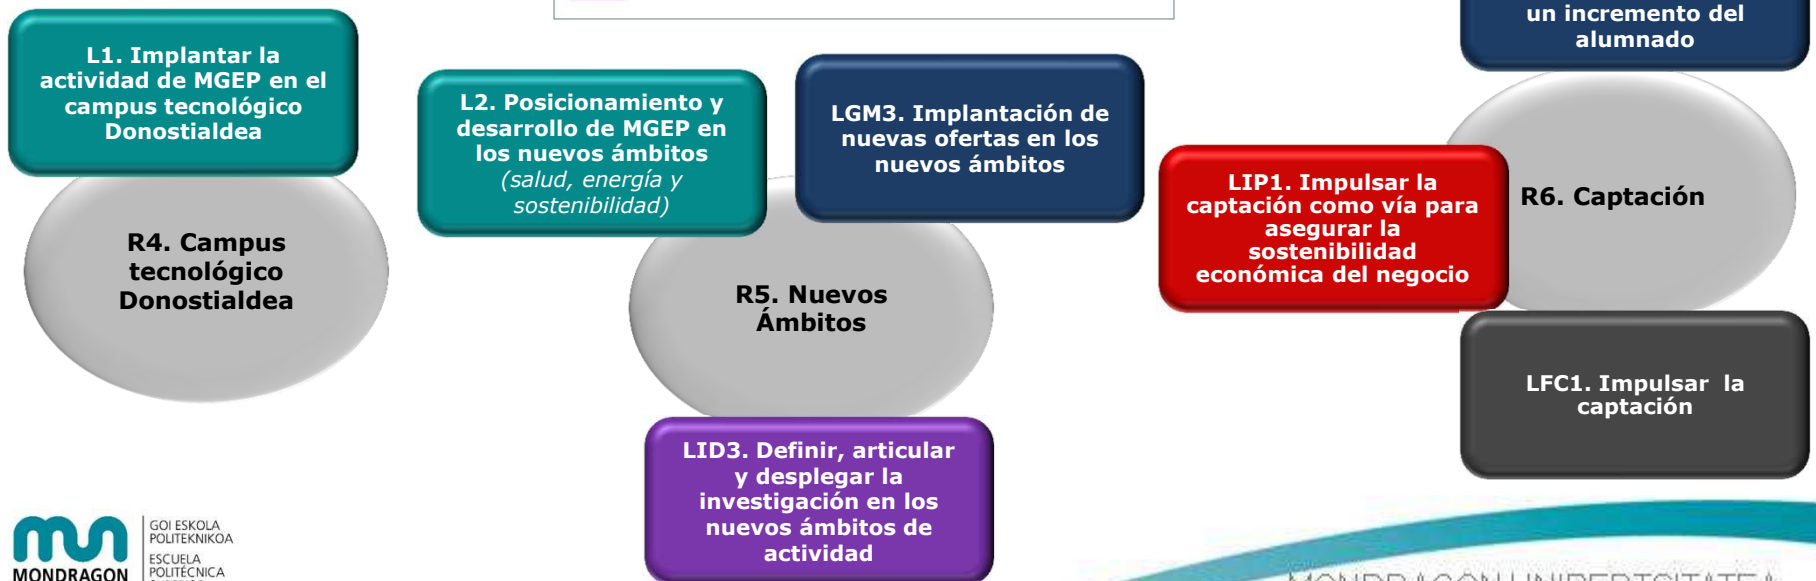 L1. Implantar la
actividad de MGEP en el
campus tecnológico
Donostialdea
R4. Campus
tecnológico
Donostialdea
L2. Posicionamiento y
desarrollo de MGEP en
los nuevos ámbitos
(salud, energía y
sostenibilidad)
LGM3. Implantación de
nuevas ofertas en los
nuevos ámbitos
R5. Nuevos
Ámbitos
LID3. Definir, articular
y desplegar la
investigación en los
nuevos ámbitos de
actividad
un incremento del
alumnado
LIP1. Impulsar la
captación como vía para
asegurar la
sostenibilidad
económica del negocio
R6. Captación
LFC1. Impulsar la
captación
MONDRAGON
GOI ESKOLA
POLITEKNIKOA
ESCUELA
POLITÉCNICA
MONDRAGON UNIBERTSITATEA